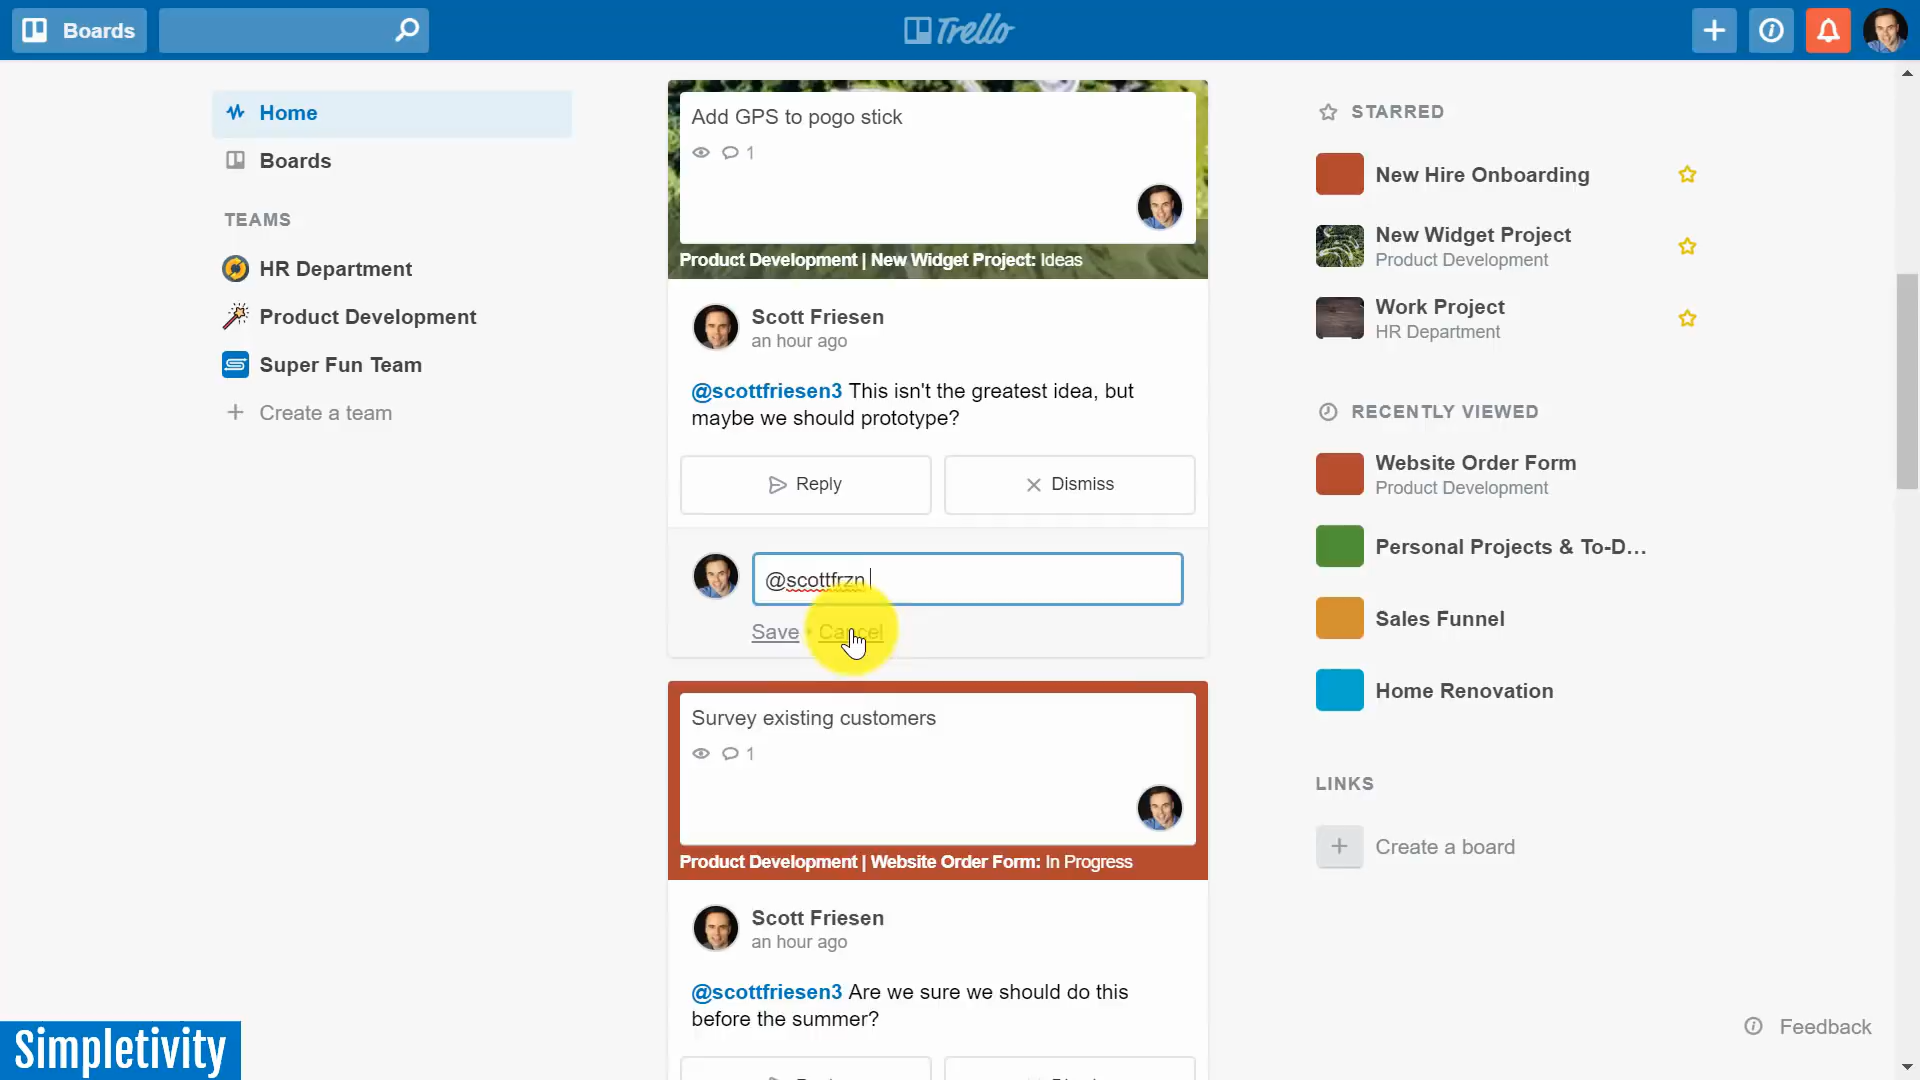 Boards
Trello
Home
Boards
TEAMS
HR Department
Product Development
Super Fun Team
Create a team
Add GPS to pogo stick
1
Product Development | New Widget Project: Ideas
Scott Friesen
an hour ago
@scottfriesen3 This isn't the greatest idea, but
maybe we should prototype?
Reply
Dismiss
@scottfrzn
Save • Cancel
Survey existing customers
1
Product Development | Website Order Form: In Progress
Scott Friesen
an hour ago
@scottfriesen3 Are we sure we should do this
before the summer?
STARRED
New Hire Onboarding
New Widget Project
Product Development
Work Project
HR Department
RECENTLY VIEWED
Website Order Form
Product Development
Personal Projects & To-D...
Sales Funnel
Home Renovation
LINKS
Create a board
Feedback
Simpletivity